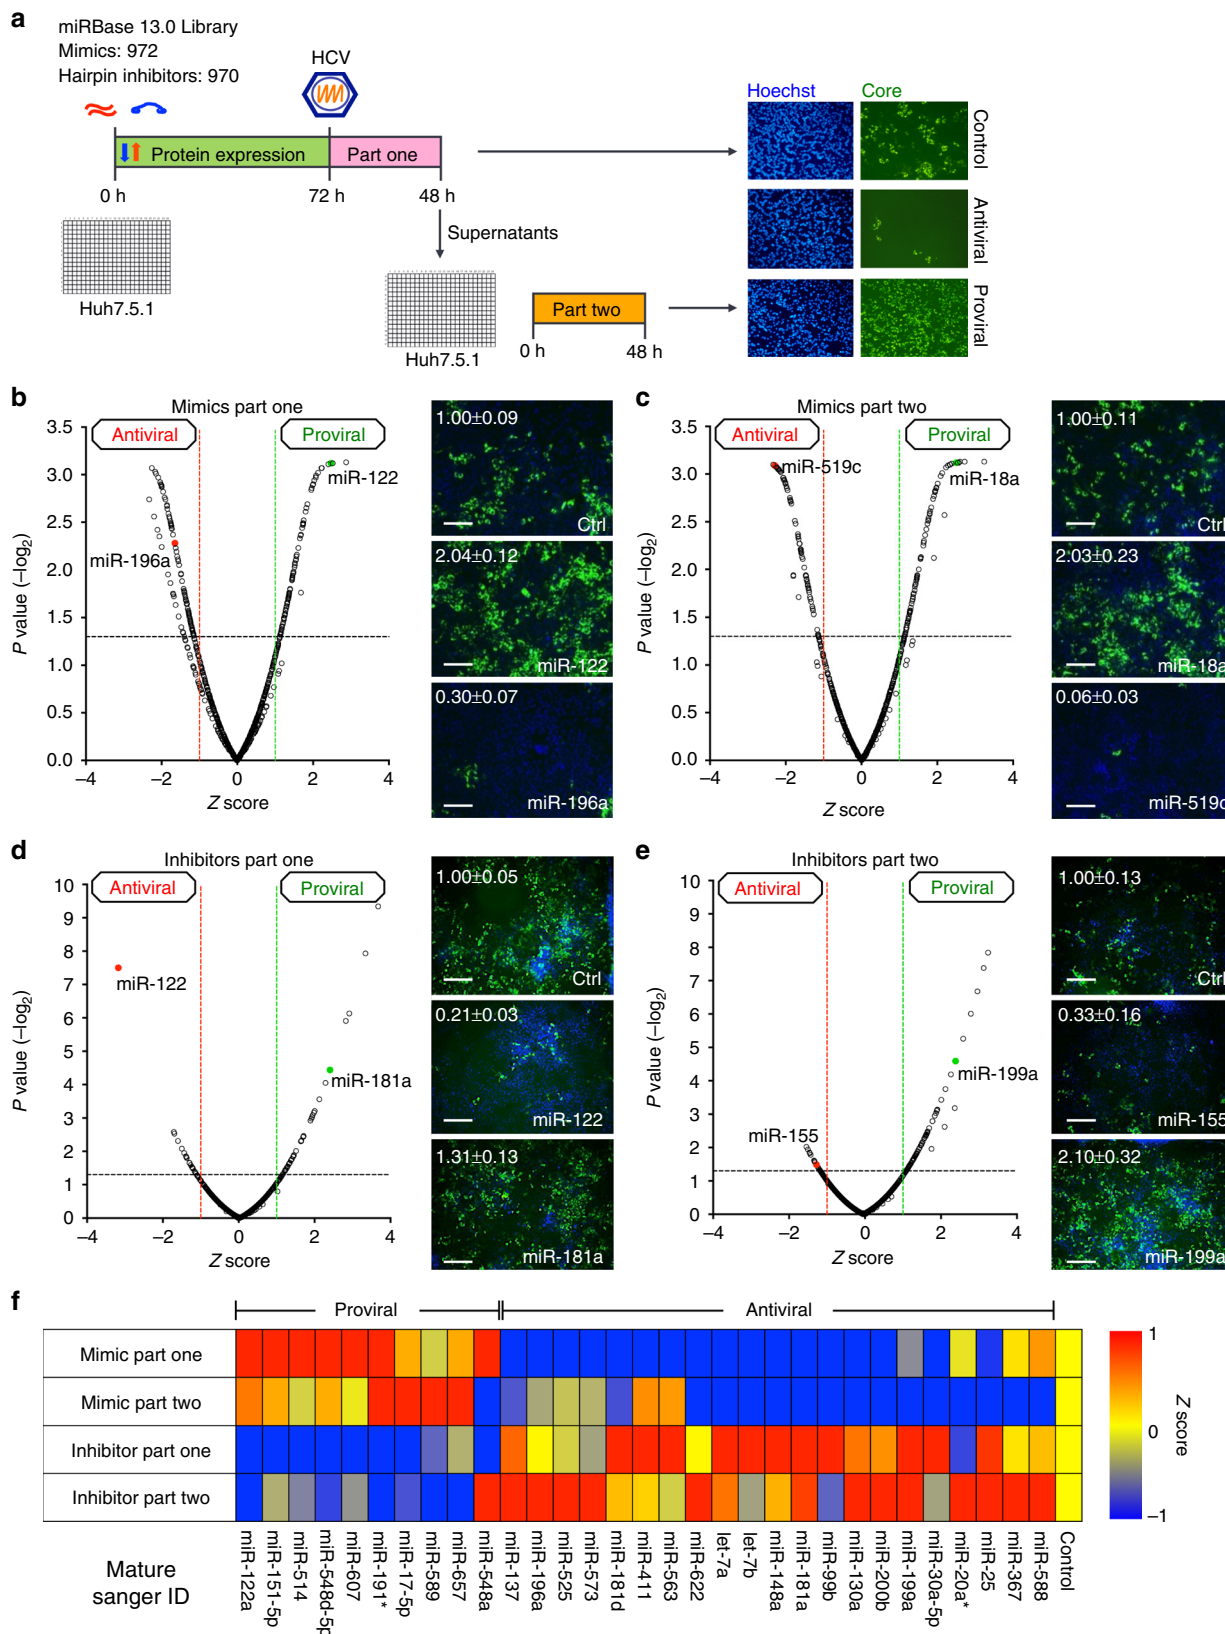 a
miRBase 13.0 Library
Mimics: 972
Hairpin inhibitors: 970
HCV
Protein expression
Part one
0 h
72 h
48 h
Huh7.5.1
Supernatants
Huh7.5.1
Part two
0 h
48 h
Hoechst
Core
Control
Antiviral
Proviral
b
Mimics part one
Antiviral
Proviral
miR-122
miR-196a
P value (–log2)
3.5
3.0
2.5
2.0
1.5
1.0
0.5
0.0
–4
–2
0
2
4
Z score
1.00±0.09
Ctrl
2.04±0.12
miR-122
0.30±0.07
miR-196a
c
Mimics part two
Antiviral
Proviral
miR-519c
miR-18a
P value (–log2)
3.5
3.0
2.5
2.0
1.5
1.0
0.5
0.0
–4
–2
0
2
4
Z score
1.00±0.11
Ctrl
2.03±0.23
miR-18a
0.06±0.03
miR-519c
d
Inhibitors part one
Antiviral
Proviral
miR-122
miR-181a
P value (–log2)
10
9
8
7
6
5
4
3
2
1
0
–4
–2
0
2
4
Z score
1.00±0.05
Ctrl
0.21±0.03
miR-122
1.31±0.13
miR-181a
e
Inhibitors part two
Antiviral
Proviral
miR-199a
miR-155
P value (–log2)
10
9
8
7
6
5
4
3
2
1
0
–4
–2
0
2
4
Z score
1.00±0.13
Ctrl
0.33±0.16
miR-155
2.10±0.32
miR-199a
f
Proviral
Antiviral
Mimic part one
Mimic part two
Inhibitor part one
Inhibitor part two
Mature sanger ID
miR-122a
miR-151-5p
miR-514
miR-548d-5p
miR-607
miR-191*
miR-17-5p
miR-589
miR-657
miR-548a
miR-137
miR-196a
miR-525
miR-573
miR-181d
miR-411
miR-563
miR-622
let-7a
let-7b
miR-148a
miR-181a
miR-99b
miR-130a
miR-200b
miR-199a
miR-30a-5p
miR-20a*
miR-25
miR-367
miR-588
Control
1
0
–1
Z score